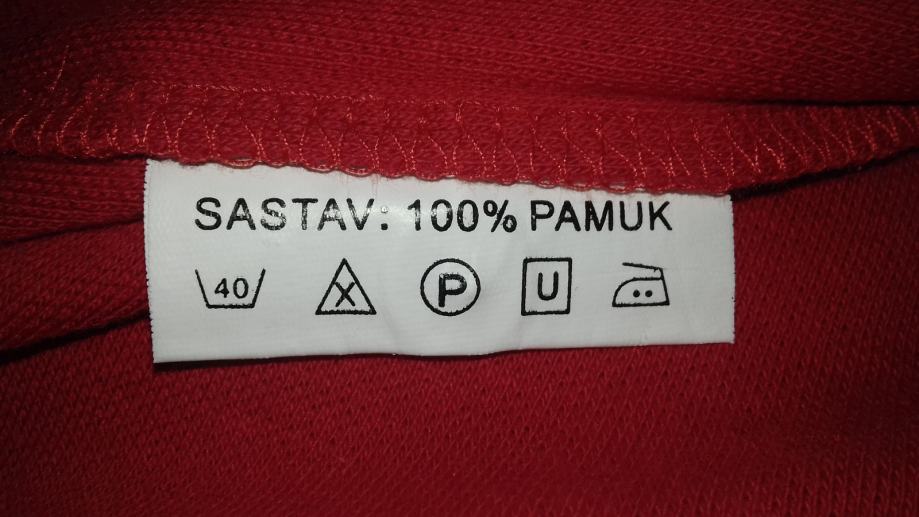 SASTAV: 100% PAMUK
40 X P U